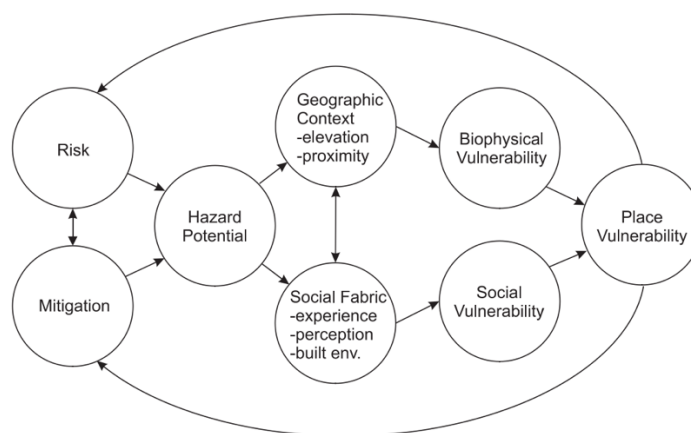 Risk
Mitigation
Hazard
Potential
Geographic
Context
-elevation
-proximity
Social Fabric
-experience
-perception
-built env.
Biophysical
Vulnerability
Social
Vulnerability
Place
Vulnerability